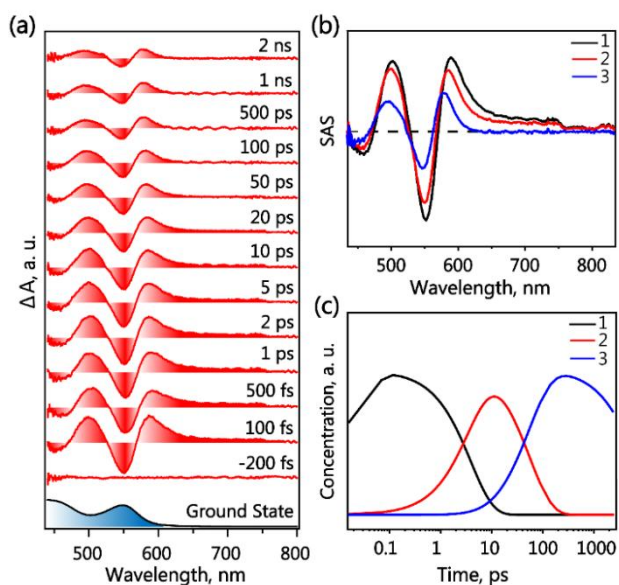 (a)
2 ns
1 ns
500 ps
100 ps
50 ps
20 ps
10 ps
5 ps
2 ps
1 ps
500 fs
100 fs
-200 fs
Ground State
ΔA, a. u.
500 600 700 800
Wavelength, nm
(b)
1
2
3
SAS
500 600 700 800
Wavelength, nm
(c)
1
2
3
Concentration, a. u.
0.1 1 10 100 1000
Time, ps